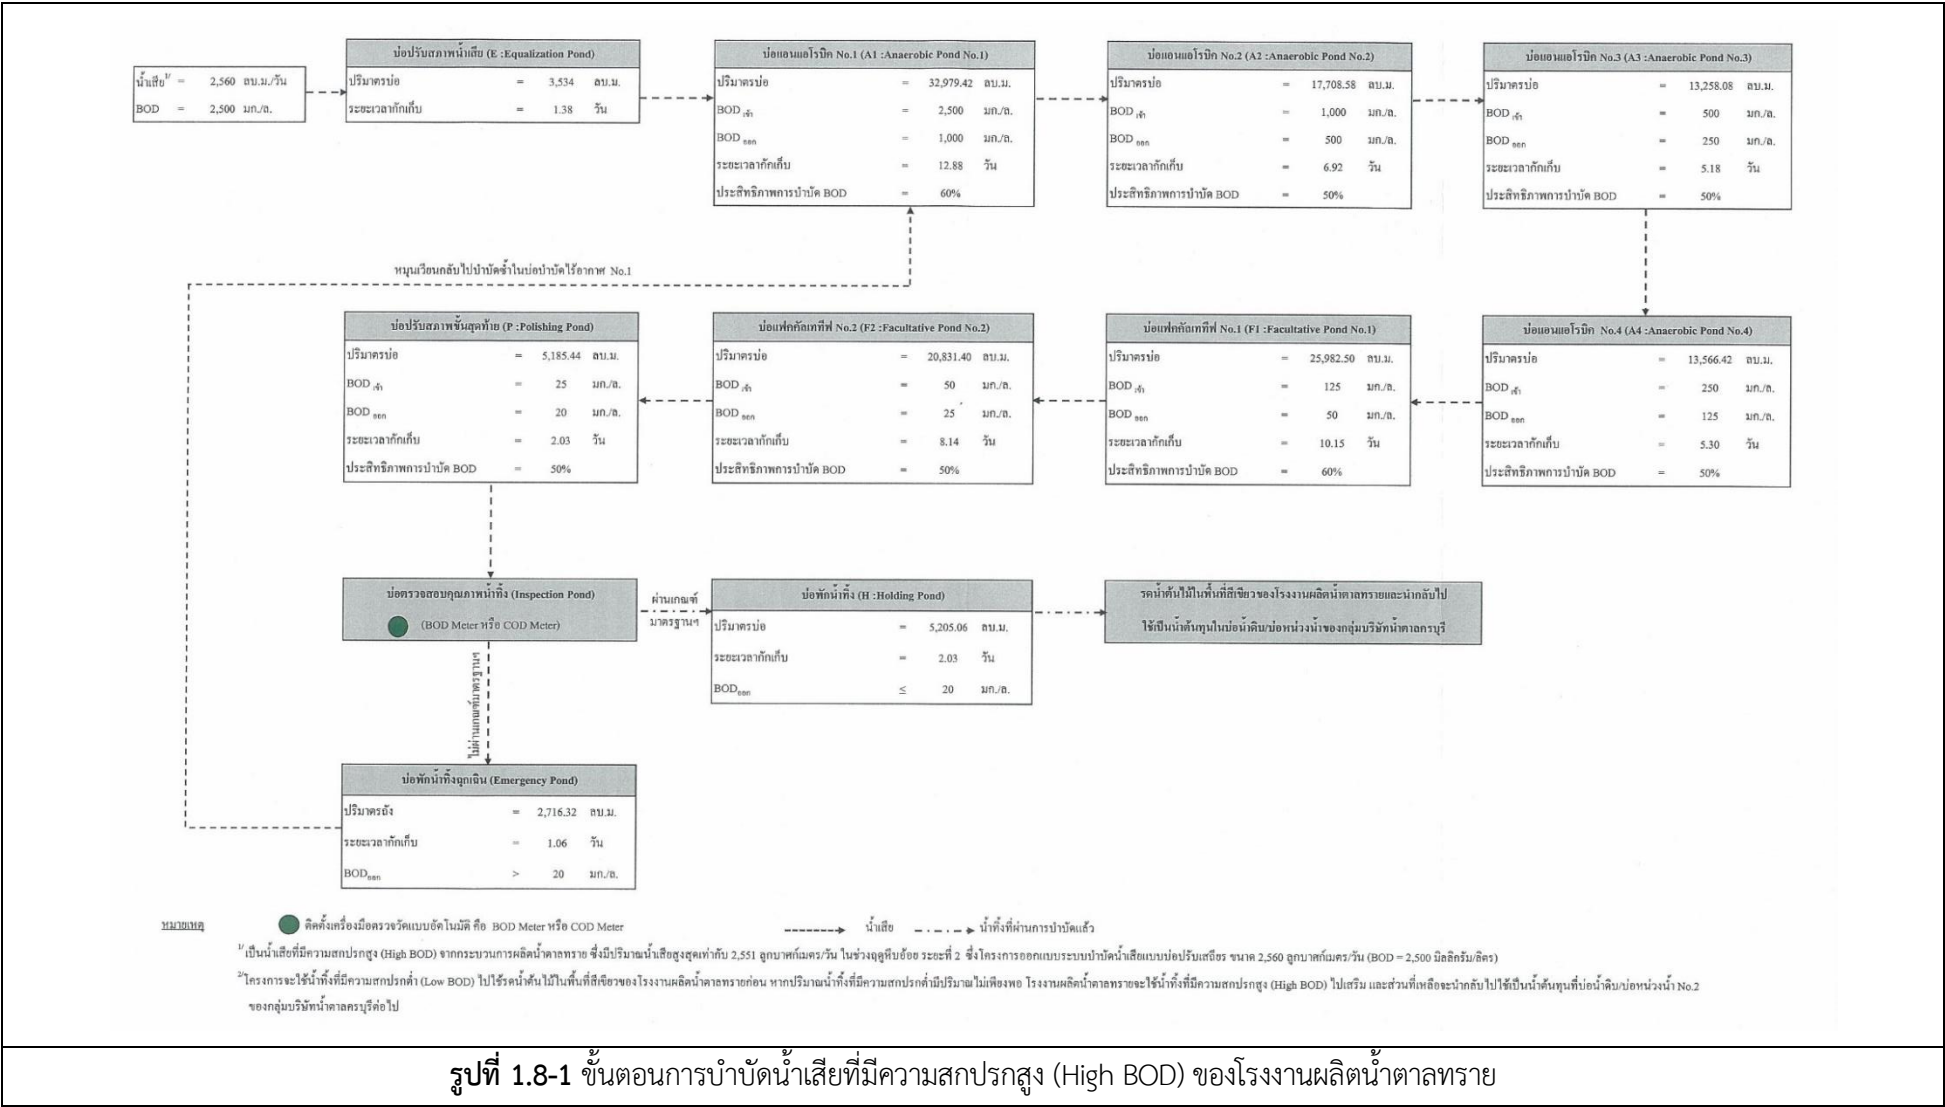 น้ำเสีย1/ = 2,560 ลบ.ม./วัน
BOD = 2,500 มก./ล.
บ่อปรับสภาพน้ำเสีย (E :Equalization Pond)
ปริมาตรบ่อ = 3,534 ลบ.ม.
ระยะเวลากักเก็บ = 1.38 วัน
บ่อแอนแอโรบิค No.1 (A1 :Anaerobic Pond No.1)
ปริมาตรบ่อ = 32,979.42 ลบ.ม.
BOD เข้า = 2,500 มก./ล.
BOD ออก = 1,000 มก./ล.
ระยะเวลากักเก็บ = 12.88 วัน
ประสิทธิภาพการบำบัด BOD = 60%
บ่อแอนแอโรบิก No.2 (A2 :Anaerobic Pond No.2)
ปริมาตรบ่อ = 17,708.58 ลบ.ม.
BOD เข้า = 1,000 มก./ล.
BOD ออก = 500 มก./ล.
ระยะเวลากักเก็บ = 6.92 วัน
ประสิทธิภาพการบำบัด BOD = 50%
บ่อแอนแอโรบิก No.3 (A3 :Anaerobic Pond No.3)
ปริมาตรบ่อ = 13,258.08 ลบ.ม.
BOD เข้า = 500 มก./ล.
BOD ออก = 250 มก./ล.
ระยะเวลากักเก็บ = 5.18 วัน
ประสิทธิภาพการบำบัด BOD = 50%
หมุนเวียนกลับไปบำบัดซ้ำในบ่อบำบัดไร้อากาศ No.1
บ่อปรับสภาพขั้นสุดท้าย (P :Polishing Pond)
ปริมาตรบ่อ = 5,185.44 ลบ.ม.
BOD เข้า = 25 มก./ล.
BOD ออก = 20 มก./ล.
ระยะเวลากักเก็บ = 2.03 วัน
ประสิทธิภาพการบำบัด BOD = 50%
บ่อแฟคคัลเททีฟ No.2 (F2 :Facultative Pond No.2)
ปริมาตรบ่อ = 20,831.40 ลบ.ม.
BOD เข้า = 50 มก./ล.
BOD ออก = 25 มก./ล.
ระยะเวลากักเก็บ = 8.14 วัน
ประสิทธิภาพการบำบัด BOD = 50%
บ่อแฟคคัลเททีฟ No.1 (F1 :Facultative Pond No.1)
ปริมาตรบ่อ = 25,982.50 ลบ.ม.
BOD เข้า = 125 มก./ล.
BOD ออก = 50 มก./ล.
ระยะเวลากักเก็บ = 10.15 วัน
ประสิทธิภาพการบำบัด BOD = 60%
บ่อแอนแอโรบิก No.4 (A4 :Anaerobic Pond No.4)
ปริมาตรบ่อ = 13,566.42 ลบ.ม.
BOD เข้า = 250 มก./ล.
BOD ออก = 125 มก./ล.
ระยะเวลากักเก็บ = 5.30 วัน
ประสิทธิภาพการบำบัด BOD = 50%
บ่อตรวจสอบคุณภาพน้ำทิ้ง (Inspection Pond)
(BOD Meter หรือ COD Meter)
ผ่านเกณฑ์
มาตรฐานฯ
บ่อพักน้ำทิ้ง (H :Holding Pond)
ปริมาตรบ่อ = 5,205.06 ลบ.ม.
ระยะเวลากักเก็บ = 2.03 วัน
BODออก ≤ 20 มก./ล.
รดน้ำต้นไม้ในพื้นที่สีเขียวของโรงงานผลิตน้ำตาลทรายและนำกลับไป
ใช้เป็นน้ำต้นทุนในบ่อน้ำดิบ/บ่อหน่วงน้ำของกลุ่มบริษัทน้ำตาลครบุรี
ไม่ผ่านเกณฑ์มาตรฐานฯ
บ่อพักน้ำทิ้งฉุกเฉิน (Emergency Pond)
ปริมาตรถัง = 2,716.32 ลบ.ม.
ระยะเวลากักเก็บ = 1.06 วัน
BODออก > 20 มก./ล.
หมายเหตุ ติดตั้งเครื่องมือตรวจวัดแบบอัตโนมัติ คือ BOD Meter หรือ COD Meter น้ำเสีย น้ำทิ้งที่ผ่านการบำบัดแล้ว
1/เป็นน้ำเสียที่มีความสกปรกสูง (High BOD) จากกระบวนการผลิตน้ำตาลทราย ซึ่งมีปริมาณน้ำเสียสูงสุดเท่ากับ 2,551 ลูกบาศก์เมตร/วัน ในช่วงฤดูหีบอ้อย ระยะที่ 2 ซึ่งโครงการออกแบบระบบบำบัดน้ำเสียแบบบ่อปรับเสถียร ขนาด 2,560 ลูกบาศก์เมตร/วัน (BOD = 2,500 มิลลิกรัม/ลิตร)
2/โครงการจะใช้น้ำทิ้งที่มีความสกปรกต่ำ (Low BOD) ไปใช้รดน้ำต้นไม้ในพื้นที่สีเขียวของโรงงานผลิตน้ำตาลทรายก่อน หากปริมาณน้ำทิ้งที่มีความสกปรกต่ำมีปริมาณไม่เพียงพอ โรงงานผลิตน้ำตาลทรายจะใช้น้ำทิ้งที่มีความสกปรกสูง (High BOD) ไปเสริม และส่วนที่เหลือจะนำกลับไปใช้เป็นน้ำต้นทุนที่บ่อน้ำดิบ/บ่อหน่วงน้ำ No.2
ของกลุ่มบริษัทน้ำตาลครบุรีต่อไป
รูปที่ 1.8-1 ขั้นตอนการบำบัดน้ำเสียที่มีความสกปรกสูง (High BOD) ของโรงงานผลิตน้ำตาลทราย